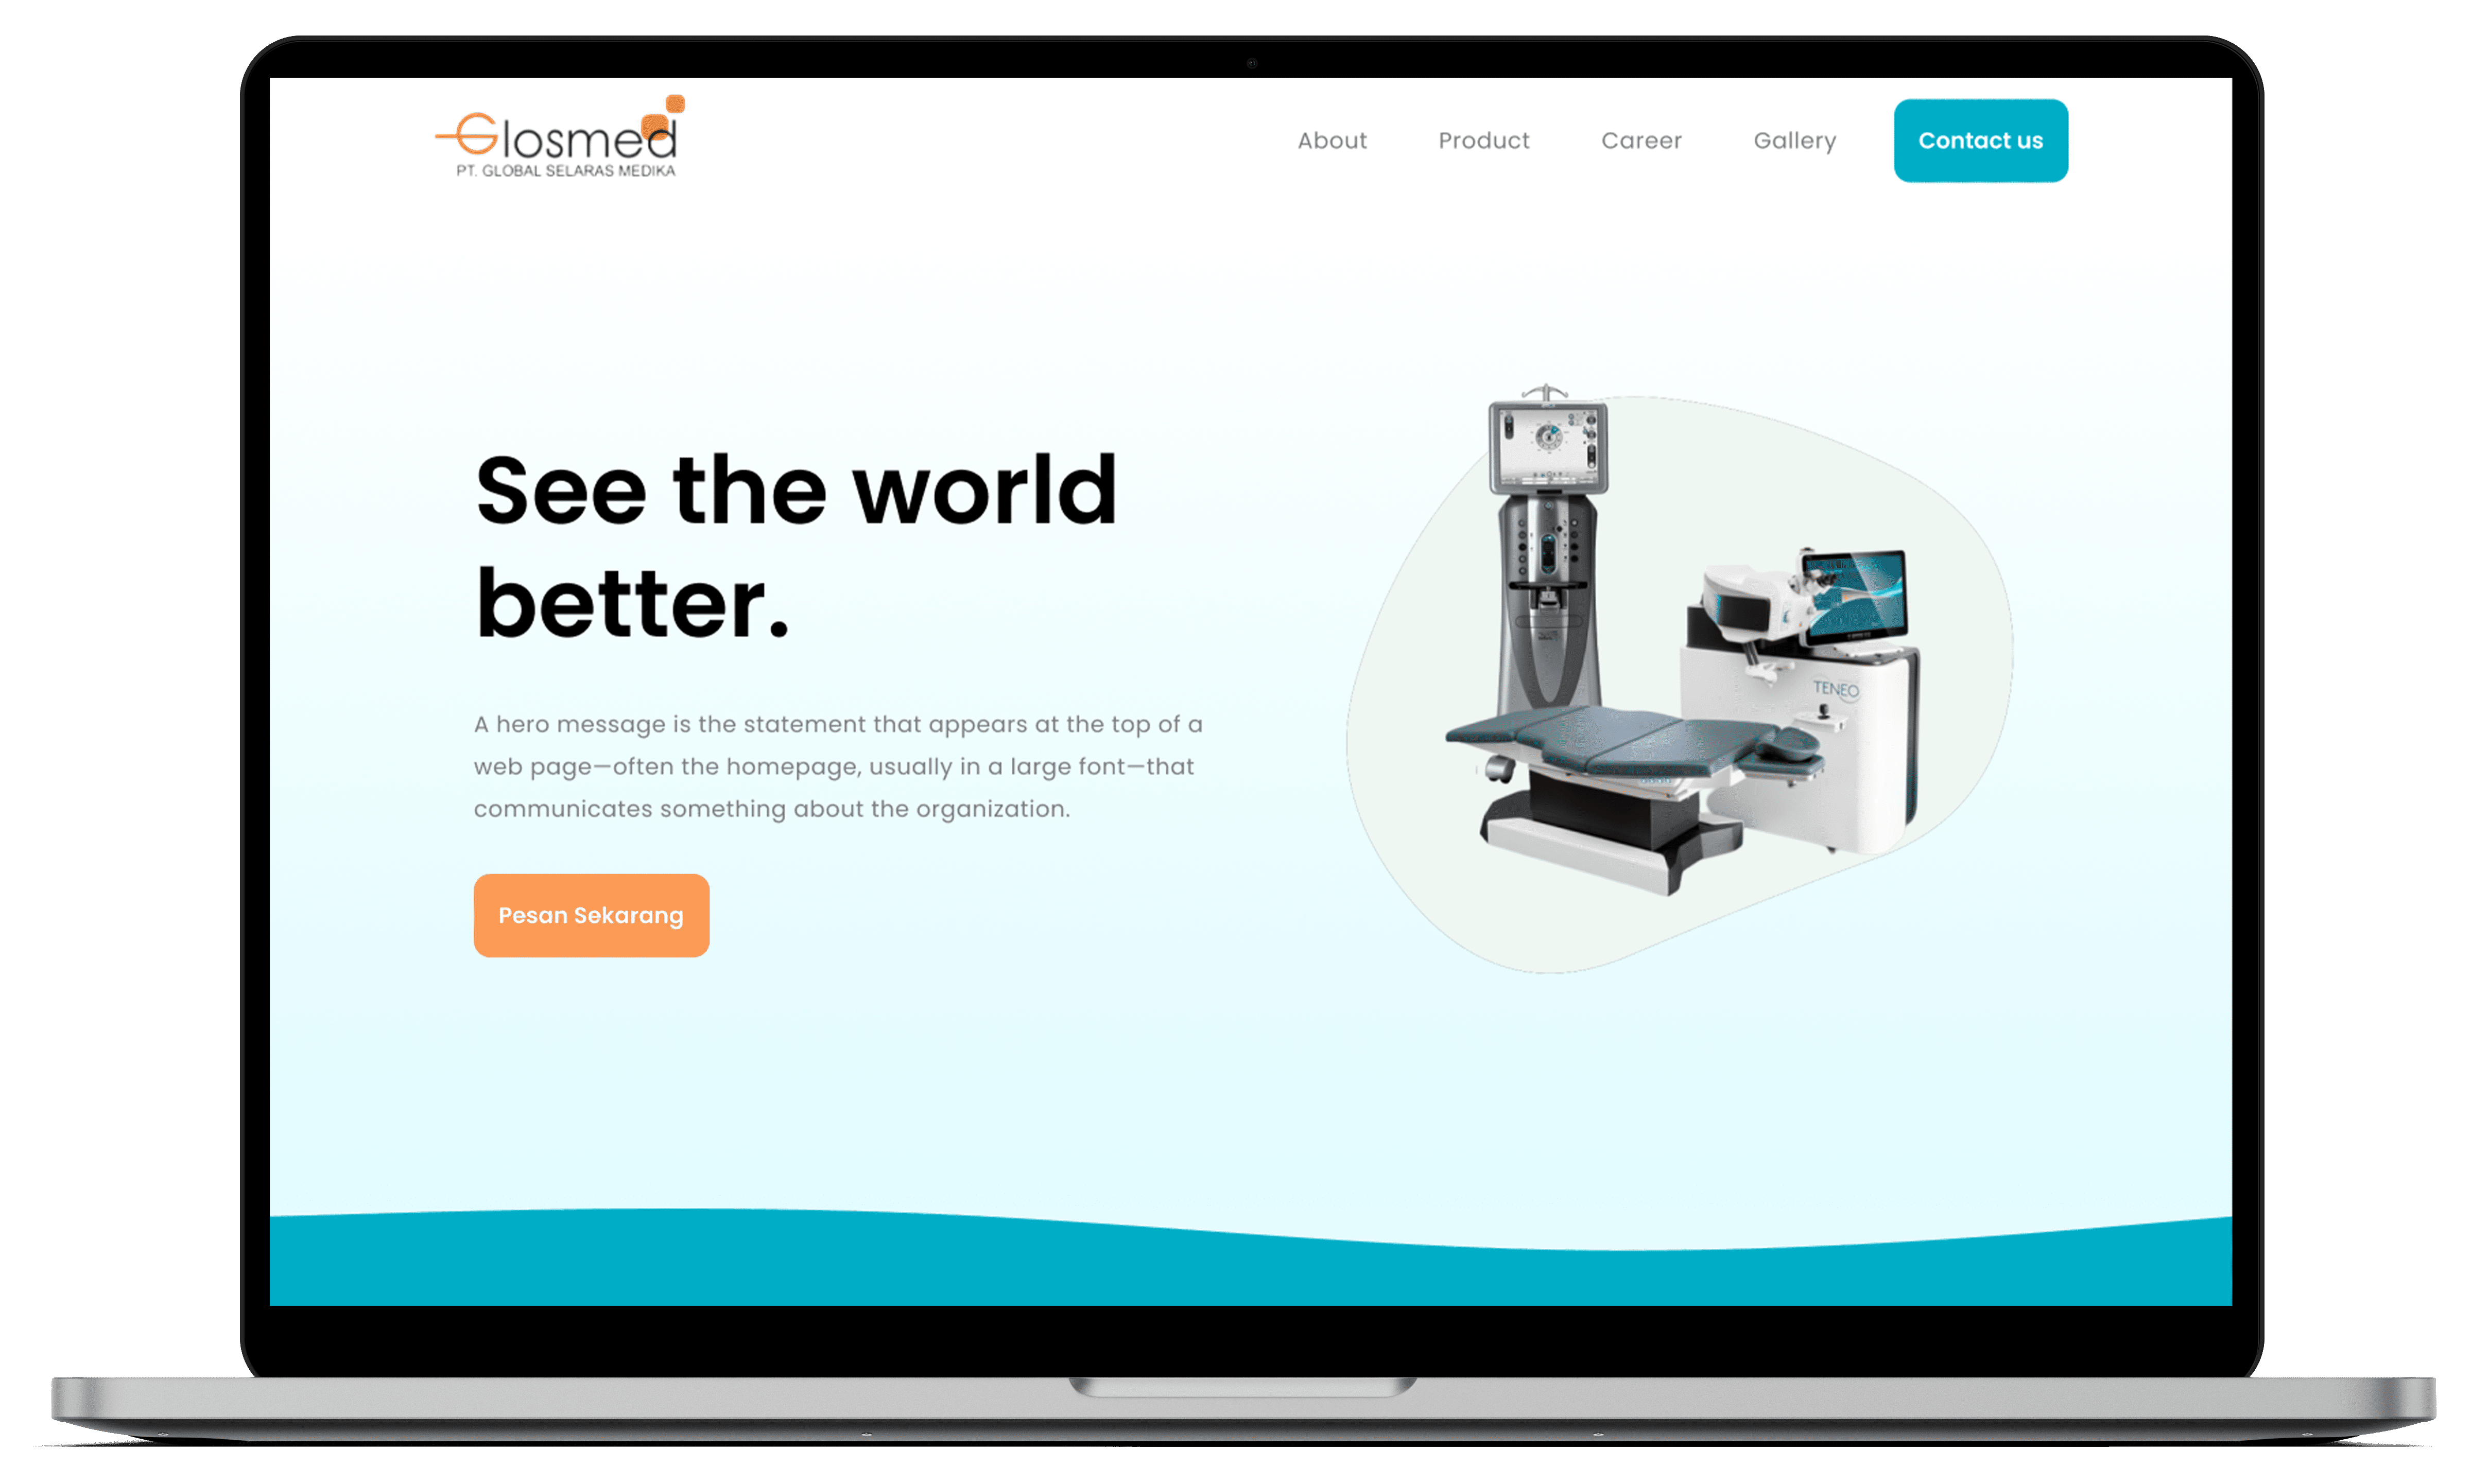 Glosmed
PT. GLOBAL SELARAS MEDIKA
About
Product
Career
Gallery
Contact us
See the world
better.
A hero message is the statement that appears at the top of a
web page—often the homepage, usually in a large font—that
communicates something about the organization.
Pesan Sekarang
TENEO